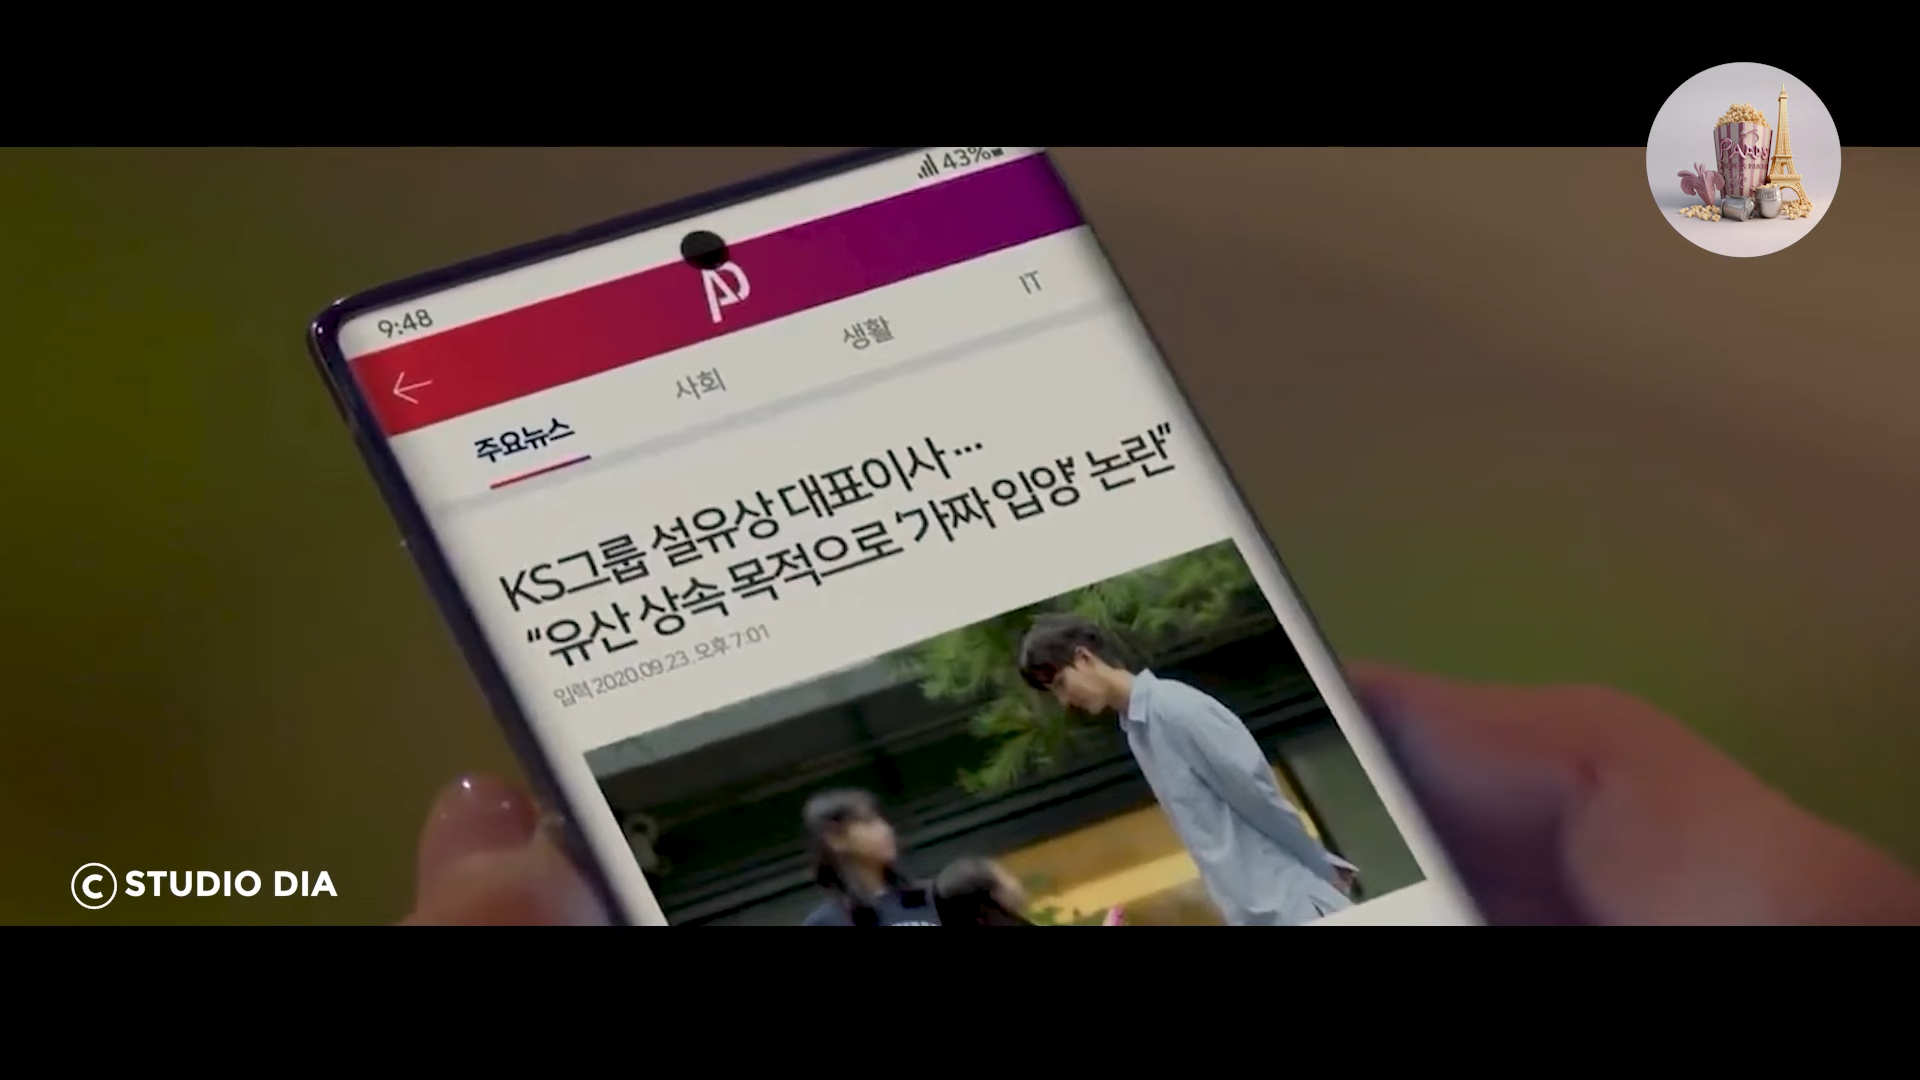 43%
9:48
AP
주요뉴스 사회 생활 IT
KS그룹 설유상 대표이사…
"유산 상속 목적으로 '가짜 입양' 논란"
입력 2020.09.23. 오후 7:01
PARIS
© STUDIO DIA